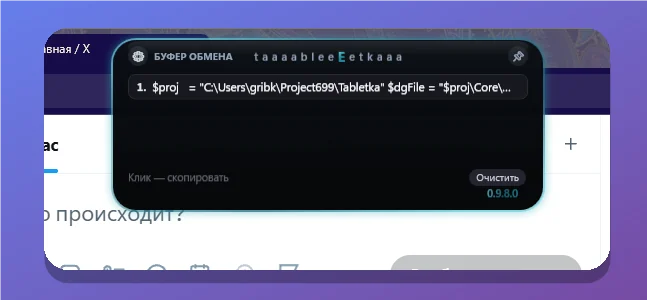 авная / X
БУФЕР ОБМЕНА taaaableeEetkaaa
1. $proj = "C:\Users\gribk\Project699\Tabletka" $dgFile = "$proj\Core\...
ас
о происходит?
Клик — скопировать
Очистить
0.9.8.0